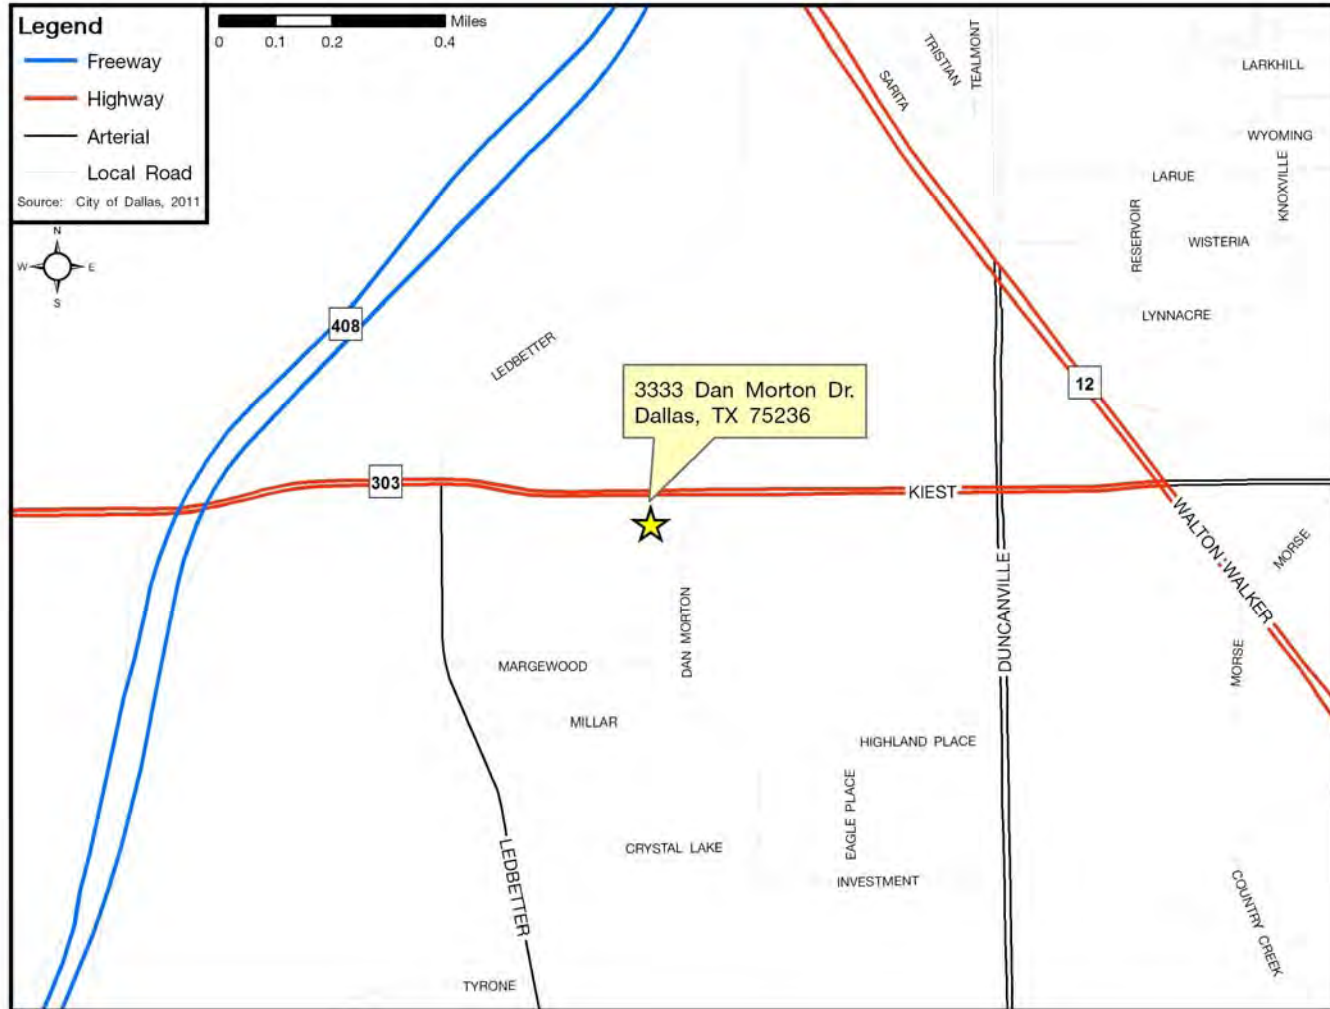 Legend
Freeway
Highway
Arterial
Local Road
Source: City of Dallas, 2011
Miles
0 0.1 0.2 0.4
N
W E
S
TRISTIAN
TEALMONT
SARITA
LARKHILL
WYOMING
KNOXVILLE
LARUE
RESERVOIR
WISTERIA
LYNNACRE
408
LEDBETTER
3333 Dan Morton Dr.
Dallas, TX 75236
12
303
KIEST
WALTON WALKER
MORSE
DUNCANVILLE
DAN MORTON
MORSE
MARGEWOOD
MILLAR
HIGHLAND PLACE
EAGLE PLACE
LEDBETTER
CRYSTAL LAKE
INVESTMENT
COUNTRY CREEK
TYRONE